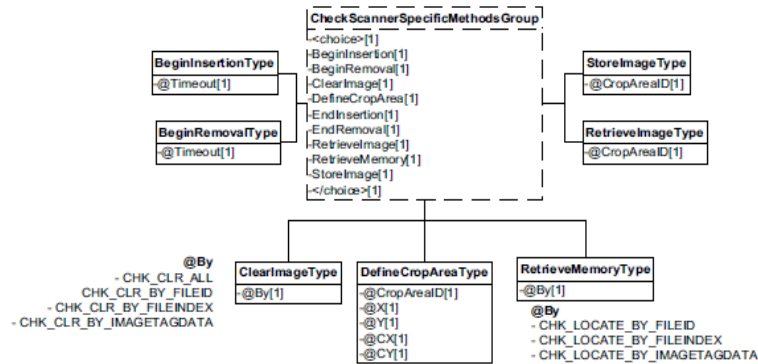 CheckScannerSpecificMethodsGroup
-<choice>[1]
-BeginInsertion[1]
-BeginRemoval[1]
-ClearImage[1]
-DefineCropArea[1]
-EndInsertion[1]
-EndRemoval[1]
-RetrieveImage[1]
-RetrieveMemory[1]
-StoreImage[1]
-</choice>[1]
BeginInsertionType
-@Timeout[1]
BeginRemovalType
-@Timeout[1]
StoreImageType
-@CropAreaID[1]
RetrieveImageType
-@CropAreaID[1]
@By
- CHK_CLR_ALL
CHK_CLR_BY_FILEID
- CHK_CLR_BY_FILEINDEX
- CHK_CLR_BY_IMAGETAGDATA
ClearImageType
-@By[1]
DefineCropAreaType
-@CropAreaID[1]
-@X[1]
-@Y[1]
-@CX[1]
-@CY[1]
RetrieveMemoryType
-@By[1]
@By
- CHK_LOCATE_BY_FILEID
- CHK_LOCATE_BY_FILEINDEX
- CHK_LOCATE_BY_IMAGETAGDATA